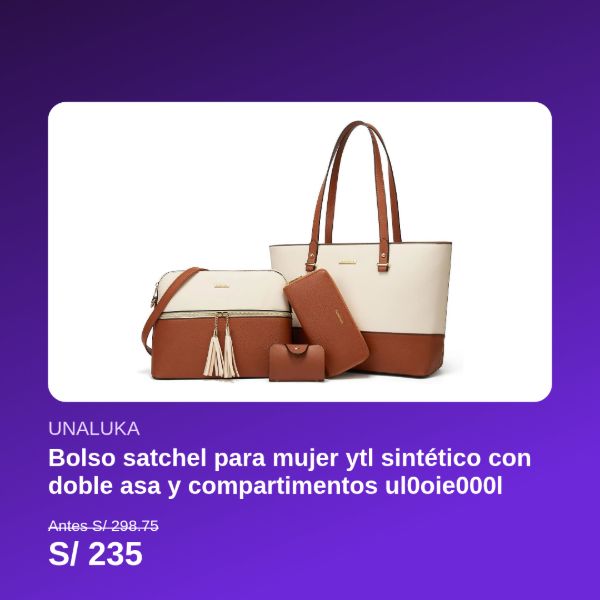 UNALUKA
Bolso satchel para mujer ytl sintético con
doble asa y compartimentos ul0oie000l
Antes S/ 298.75
S/ 235